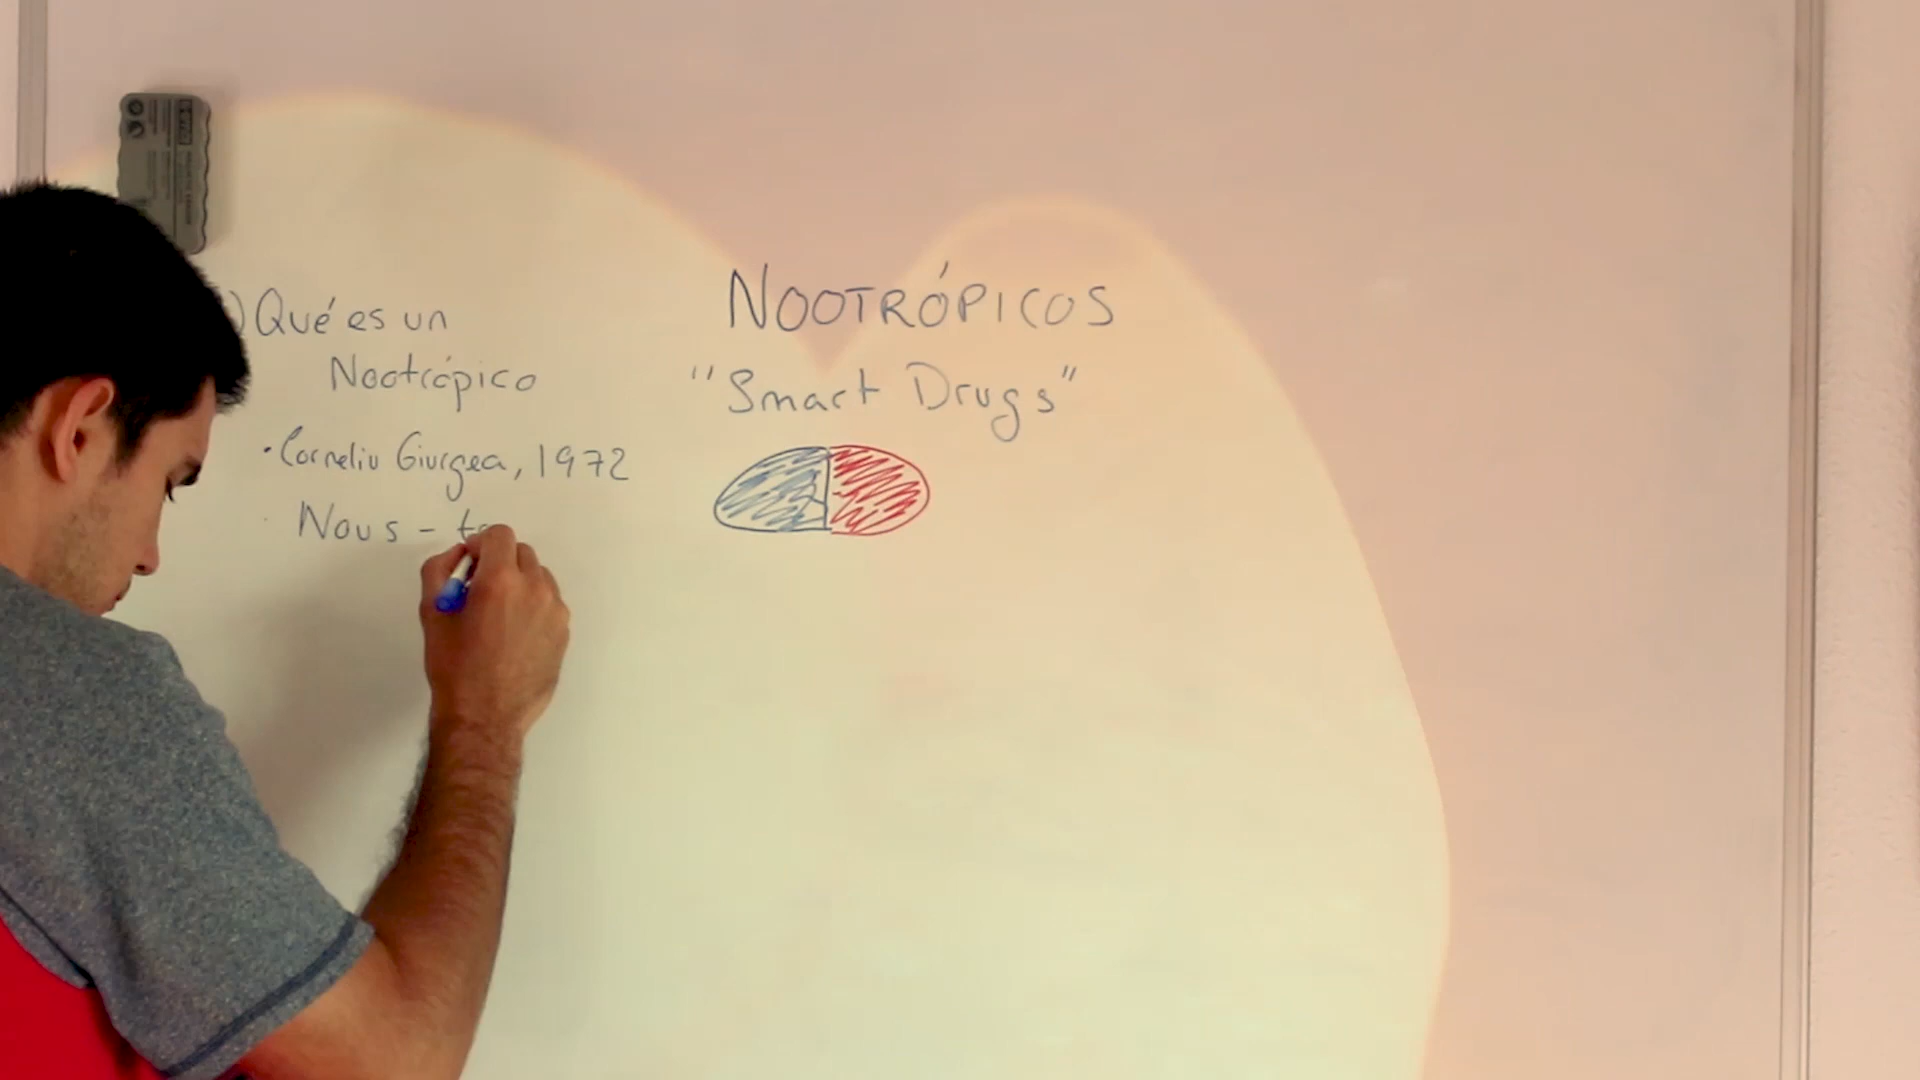 ) Qué es un
Nootrópico
• Corneliu Giurgea, 1972
Nous -
NOOTRÓPICOS
"Smart Drugs"